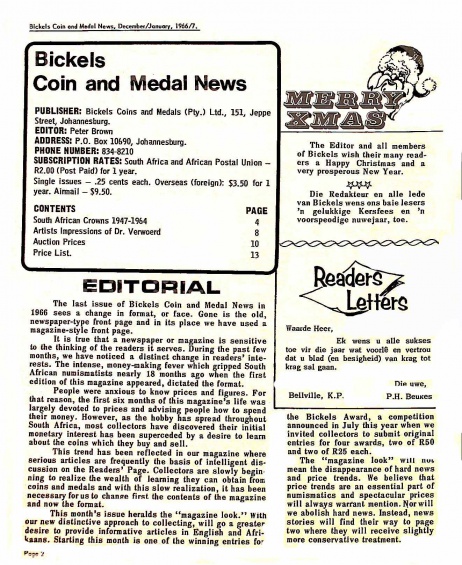 Bickels Coin and Medal News, December/January, 1966/7.
Bickels
Coin and Medal News
PUBLISHER: Bickels Coins and Medals (Pty.) Ltd., 151, Jeppe
Street, Johannesburg.
EDITOR: Peter Brown
ADDRESS: P.O. Box 10690, Johannesburg.
PHONE NUMBER: 834-8210
SUBSCRIPTION RATES: South Africa and African Postal Union —
R2.00 (Post Paid) for 1 year.
Single issues — .25 cents each. Overseas (foreign): $3.50 for 1
year. Airmail — $9.50.
CONTENTS PAGE
South African Crowns 1947-1964 4
Artists Impressions of Dr. Verwoerd 8
Auction Prices 10
Price List. 13
EDITORIAL
The last issue of Bickels Coin and Medal News in
1966 sees a change in format, or face. Gone is the old,
newspaper-type front page and in its place we have used a
magazine-style front page.
It is true that a newspaper or magazine is sensitive
to the thinking of the readers it serves. During the past few
months, we have noticed a distinct change in readers' inte-
rests. The intense, money-making fever which gripped South
African numismatists nearly 18 months ago when the first
edition of this magazine appeared, dictated the format.
People were anxious to know prices and figures. For
that reason, the first six months of this magazine's life was
largely devoted to prices and advising people how to spend
their money. However, as the hobby has spread throughout
South Africa, most collectors have discovered their initial
monetary interest has been superceded by a desire to learn
about the coins which they buy and sell.
This trend has been reflected in our magazine where
serious articles are frequently the basis of intelligent dis-
cussion on the Readers' Page. Collectors are slowly begin-
ning to realize the wealth of learning they can obtain from
coins and medals and with this slow realization, it has been
necessary for us to change first the contents of the magazine
and now the format.
This month's issue heralds the "magazine look." With
our new distinctive approach to collecting, will go a greater
desire to provide informative articles in English and Afri-
kaans. Starting this month is one of the winning entries for
Page 2
MERRY
XMAS
The Editor and all members
of Bickels wish their many read-
ers a Happy Christmas and a
very prosperous New Year.
Die Redakteur en alle lede
van Bickels wens ons baie lesers
'n gelukkige Kersfees en 'n
voorspoedige nuwejaar, toe.
Readers
Letters
Waarde Heer,
Ek wens u alle sukses
toe vir die jaar wat voorlê en vertrou
dat u blad (en besigheid) van krag tot
krag sal gaan.
Die uwe,
Bellville, K.P. P.H. Beukes
the Bickels Award, a competition
announced in July this year when we
invited collectors to submit original
entries for four awards, two of R50
and two of R25 each.
The "magazine look" will not
mean the disappearance of hard news
and price trends. We believe that
price trends are an essential part of
numismatics and spectacular prices
will always warrant mention. Nor will
we abolish hard news. Instead, news
stories will find their way to page
two where they will receive slightly
more conservative treatment.